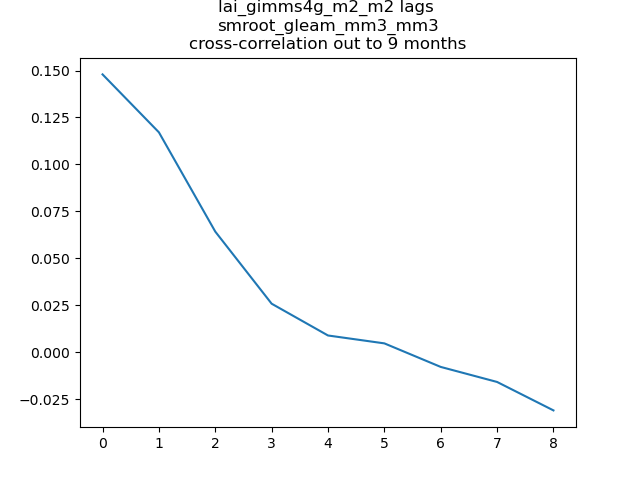 lai_gimms4g_m2_m2 lags
smroot_gleam_mm3_mm3
cross-correlation out to 9 months
0.150
0.125
0.100
0.075
0.050
0.025
0.000
−0.025
0 1 2 3 4 5 6 7 8